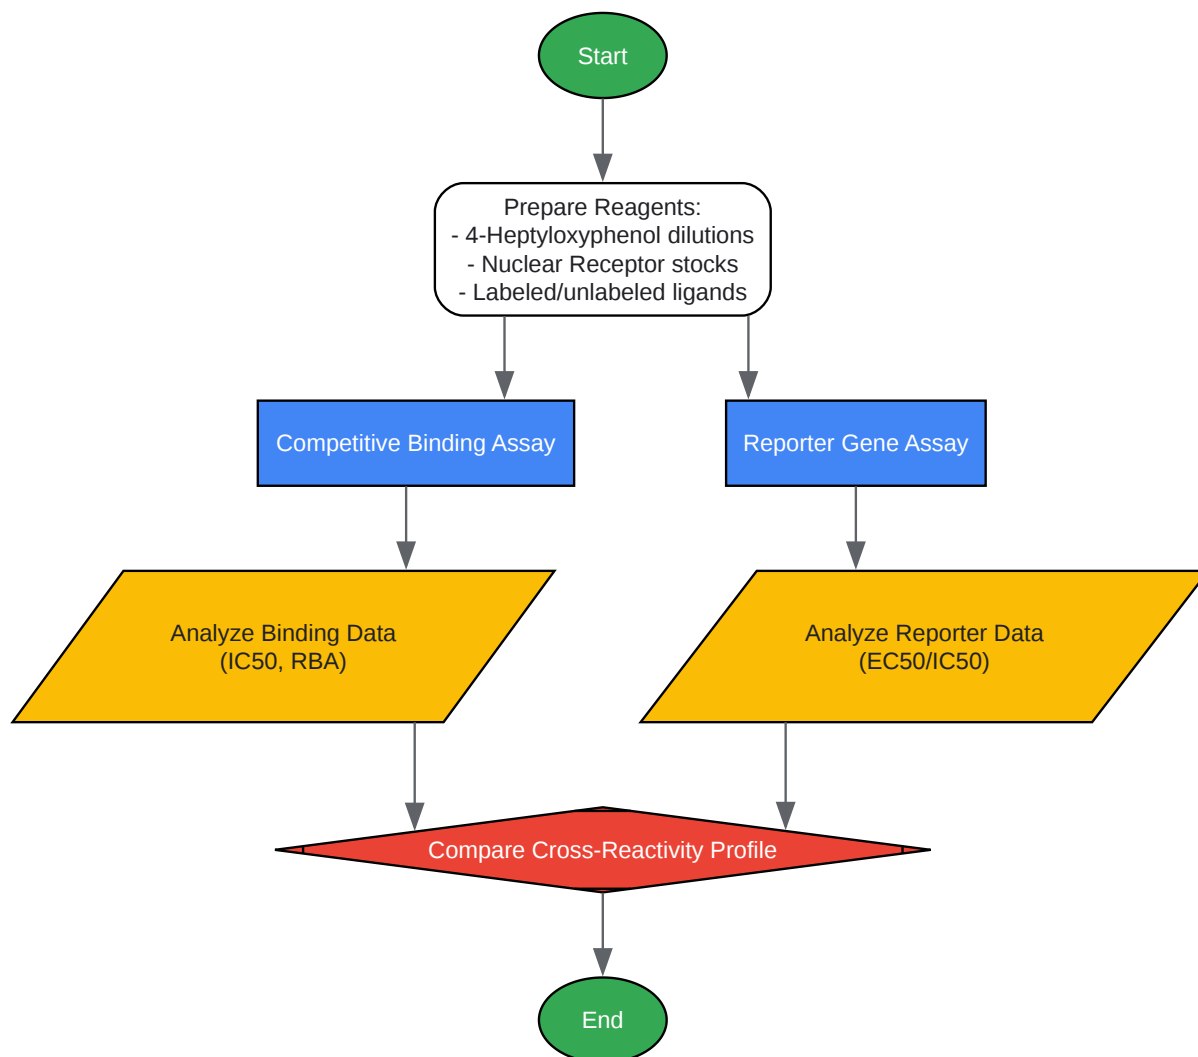 Start
Prepare Reagents:
- 4-Heptyloxyphenol dilutions
- Nuclear Receptor stocks
- Labeled/unlabeled ligands
Competitive Binding Assay
Reporter Gene Assay
Analyze Binding Data
(IC50, RBA)
Analyze Reporter Data
(EC50/IC50)
Compare Cross-Reactivity Profile
End